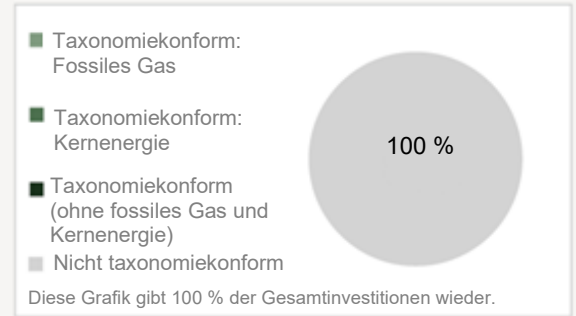 Taxonomiekonform:
Fossiles Gas
Taxonomiekonform:
Kernenergie
Taxonomiekonform
(ohne fossiles Gas und
Kernenergie)
Nicht taxonomiekonform
100 %
Diese Grafik gibt 100 % der Gesamtinvestitionen wieder.